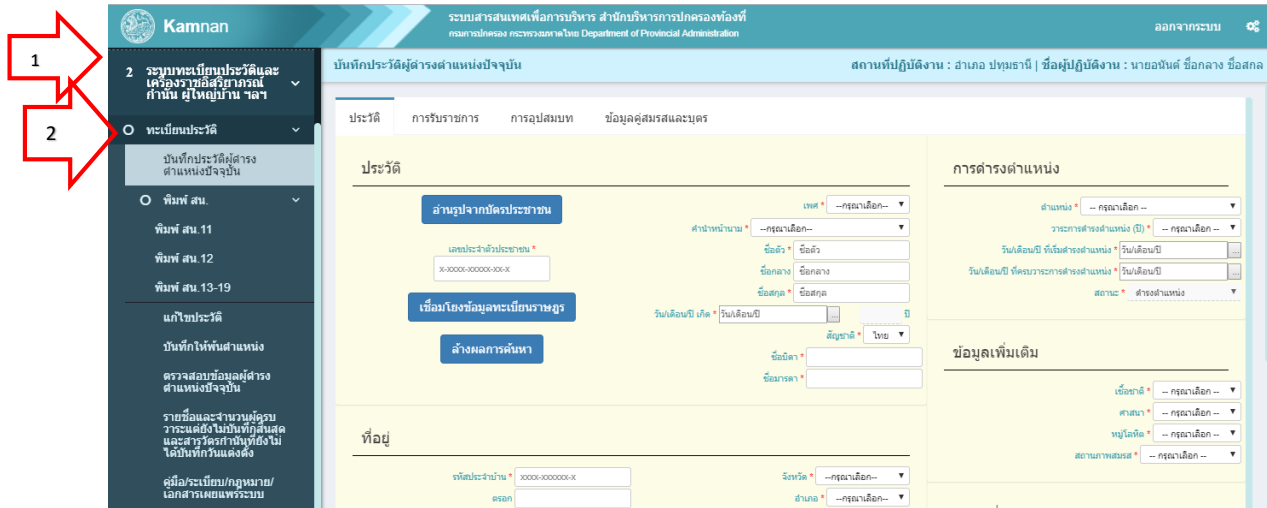 1
2
Kamnan
ระบบสารสนเทศเพื่อการบริหาร สำนักบริหารการปกครองท้องที่
กรมการปกครอง กระทรวงมหาดไทย Department of Provincial Administration
ออกจากระบบ
2 ระบบทะเบียนประวัติและ
เครื่องราชอิสริยาภรณ์
กำนัน ผู้ใหญ่บ้าน ฯลฯ
ทะเบียนประวัติ
บันทึกประวัติผู้ดำรง
ตำแหน่งปัจจุบัน
พิมพ์ สน.
พิมพ์ สน.11
พิมพ์ สน.12
พิมพ์ สน.13-19
แก้ไขประวัติ
บันทึกให้พ้นตำแหน่ง
ตรวจสอบข้อมูลผู้ดำรง
ตำแหน่งปัจจุบัน
รายชื่อและจำนวนผู้ครบ
วาระแต่ยังไม่บันทึกสิ้นสุด
และสารวัตรกำนันที่ยังไม่
ได้บันทึกวันแต่งตั้ง
คู่มือ/ระเบียบ/กฎหมาย/
เอกสารเผยแพร่ระบบ
บันทึกประวัติผู้ดำรงตำแหน่งปัจจุบัน
สถานที่ปฏิบัติงาน : อำเภอ ปทุมธานี | ชื่อผู้ปฏิบัติงาน : นายอนันต์ ชื่อกลาง ชื่อสกุล
ประวัติ การรับราชการ การอุปสมบท ข้อมูลคู่สมรสและบุตร
ประวัติ
อ่านรูปจากบัตรประชาชน
เลขประจำตัวประชาชน *
x-xxxx-xxxxx-xx-x
เชื่อมโยงข้อมูลทะเบียนราษฎร
ล้างผลการค้นหา
เพศ * --กรุณาเลือก--
คำนำหน้านาม * --กรุณาเลือก--
ชื่อตัว * ชื่อตัว
ชื่อกลาง ชื่อกลาง
ชื่อสกุล * ชื่อสกุล
วัน/เดือน/ปี เกิด * วัน/เดือน/ปี ... ปี
สัญชาติ * ไทย
ชื่อบิดา *
ชื่อมารดา *
ที่อยู่
รหัสประจำบ้าน * xxxx-xxxxxx-x
ตรอก
จังหวัด * --กรุณาเลือก--
อำเภอ * --กรุณาเลือก--
การดำรงตำแหน่ง
ตำแหน่ง * -- กรุณาเลือก --
วาระการดำรงตำแหน่ง (ปี) * -- กรุณาเลือก --
วัน/เดือน/ปี ที่เริ่มดำรงตำแหน่ง * วัน/เดือน/ปี ...
วัน/เดือน/ปี ที่ครบวาระการดำรงตำแหน่ง * วัน/เดือน/ปี ...
สถานะ * ดำรงตำแหน่ง
ข้อมูลเพิ่มเติม
เชื้อชาติ * -- กรุณาเลือก --
ศาสนา * -- กรุณาเลือก --
หมู่โลหิต * -- กรุณาเลือก --
สถานภาพสมรส * -- กรุณาเลือก --